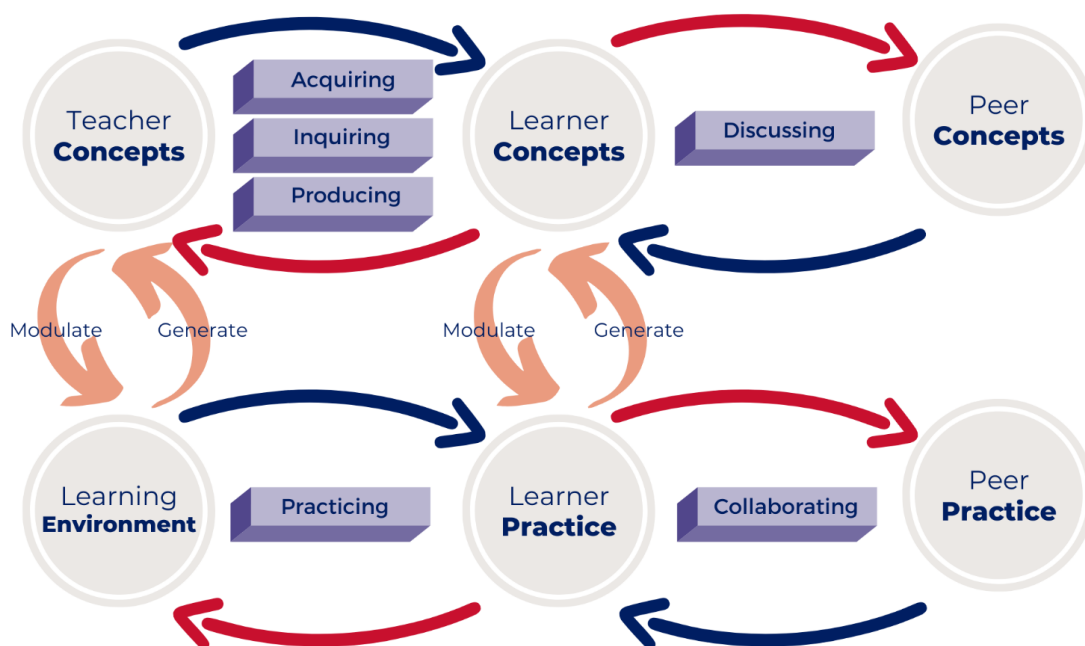 Teacher
Concepts
Acquiring
Inquiring
Producing
Learner
Concepts
Discussing
Peer
Concepts
Modulate
Generate
Modulate
Generate
Learning
Environment
Practicing
Learner
Practice
Collaborating
Peer
Practice